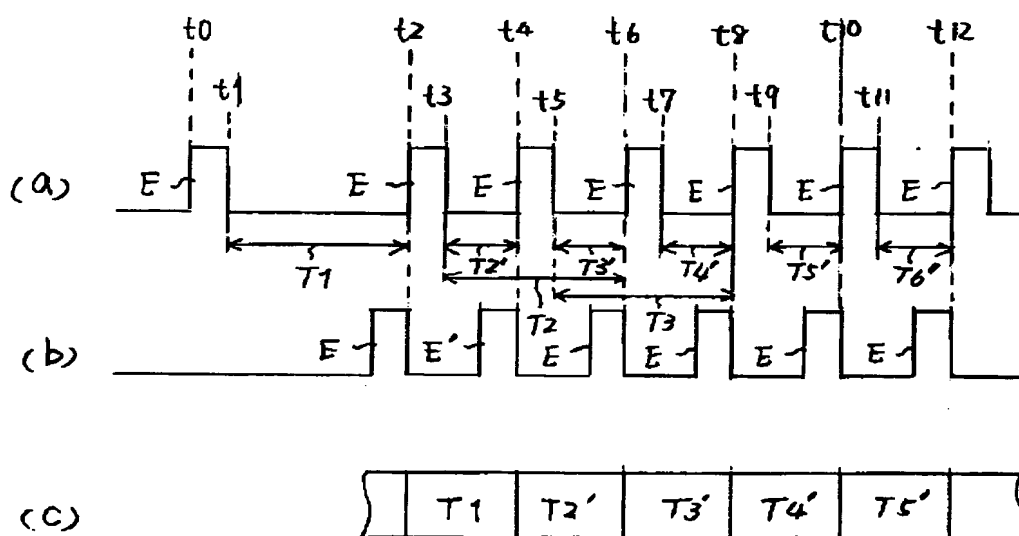 t0 t2 t4 t6 t8 t10 t12
t1 t3 t5 t7 t9 t11
(a) E E E E E E E
T1 T2' T3' T4' T5' T6'
T2 T3
(b) E E' E E E E
(c) T1 T2' T3' T4' T5'